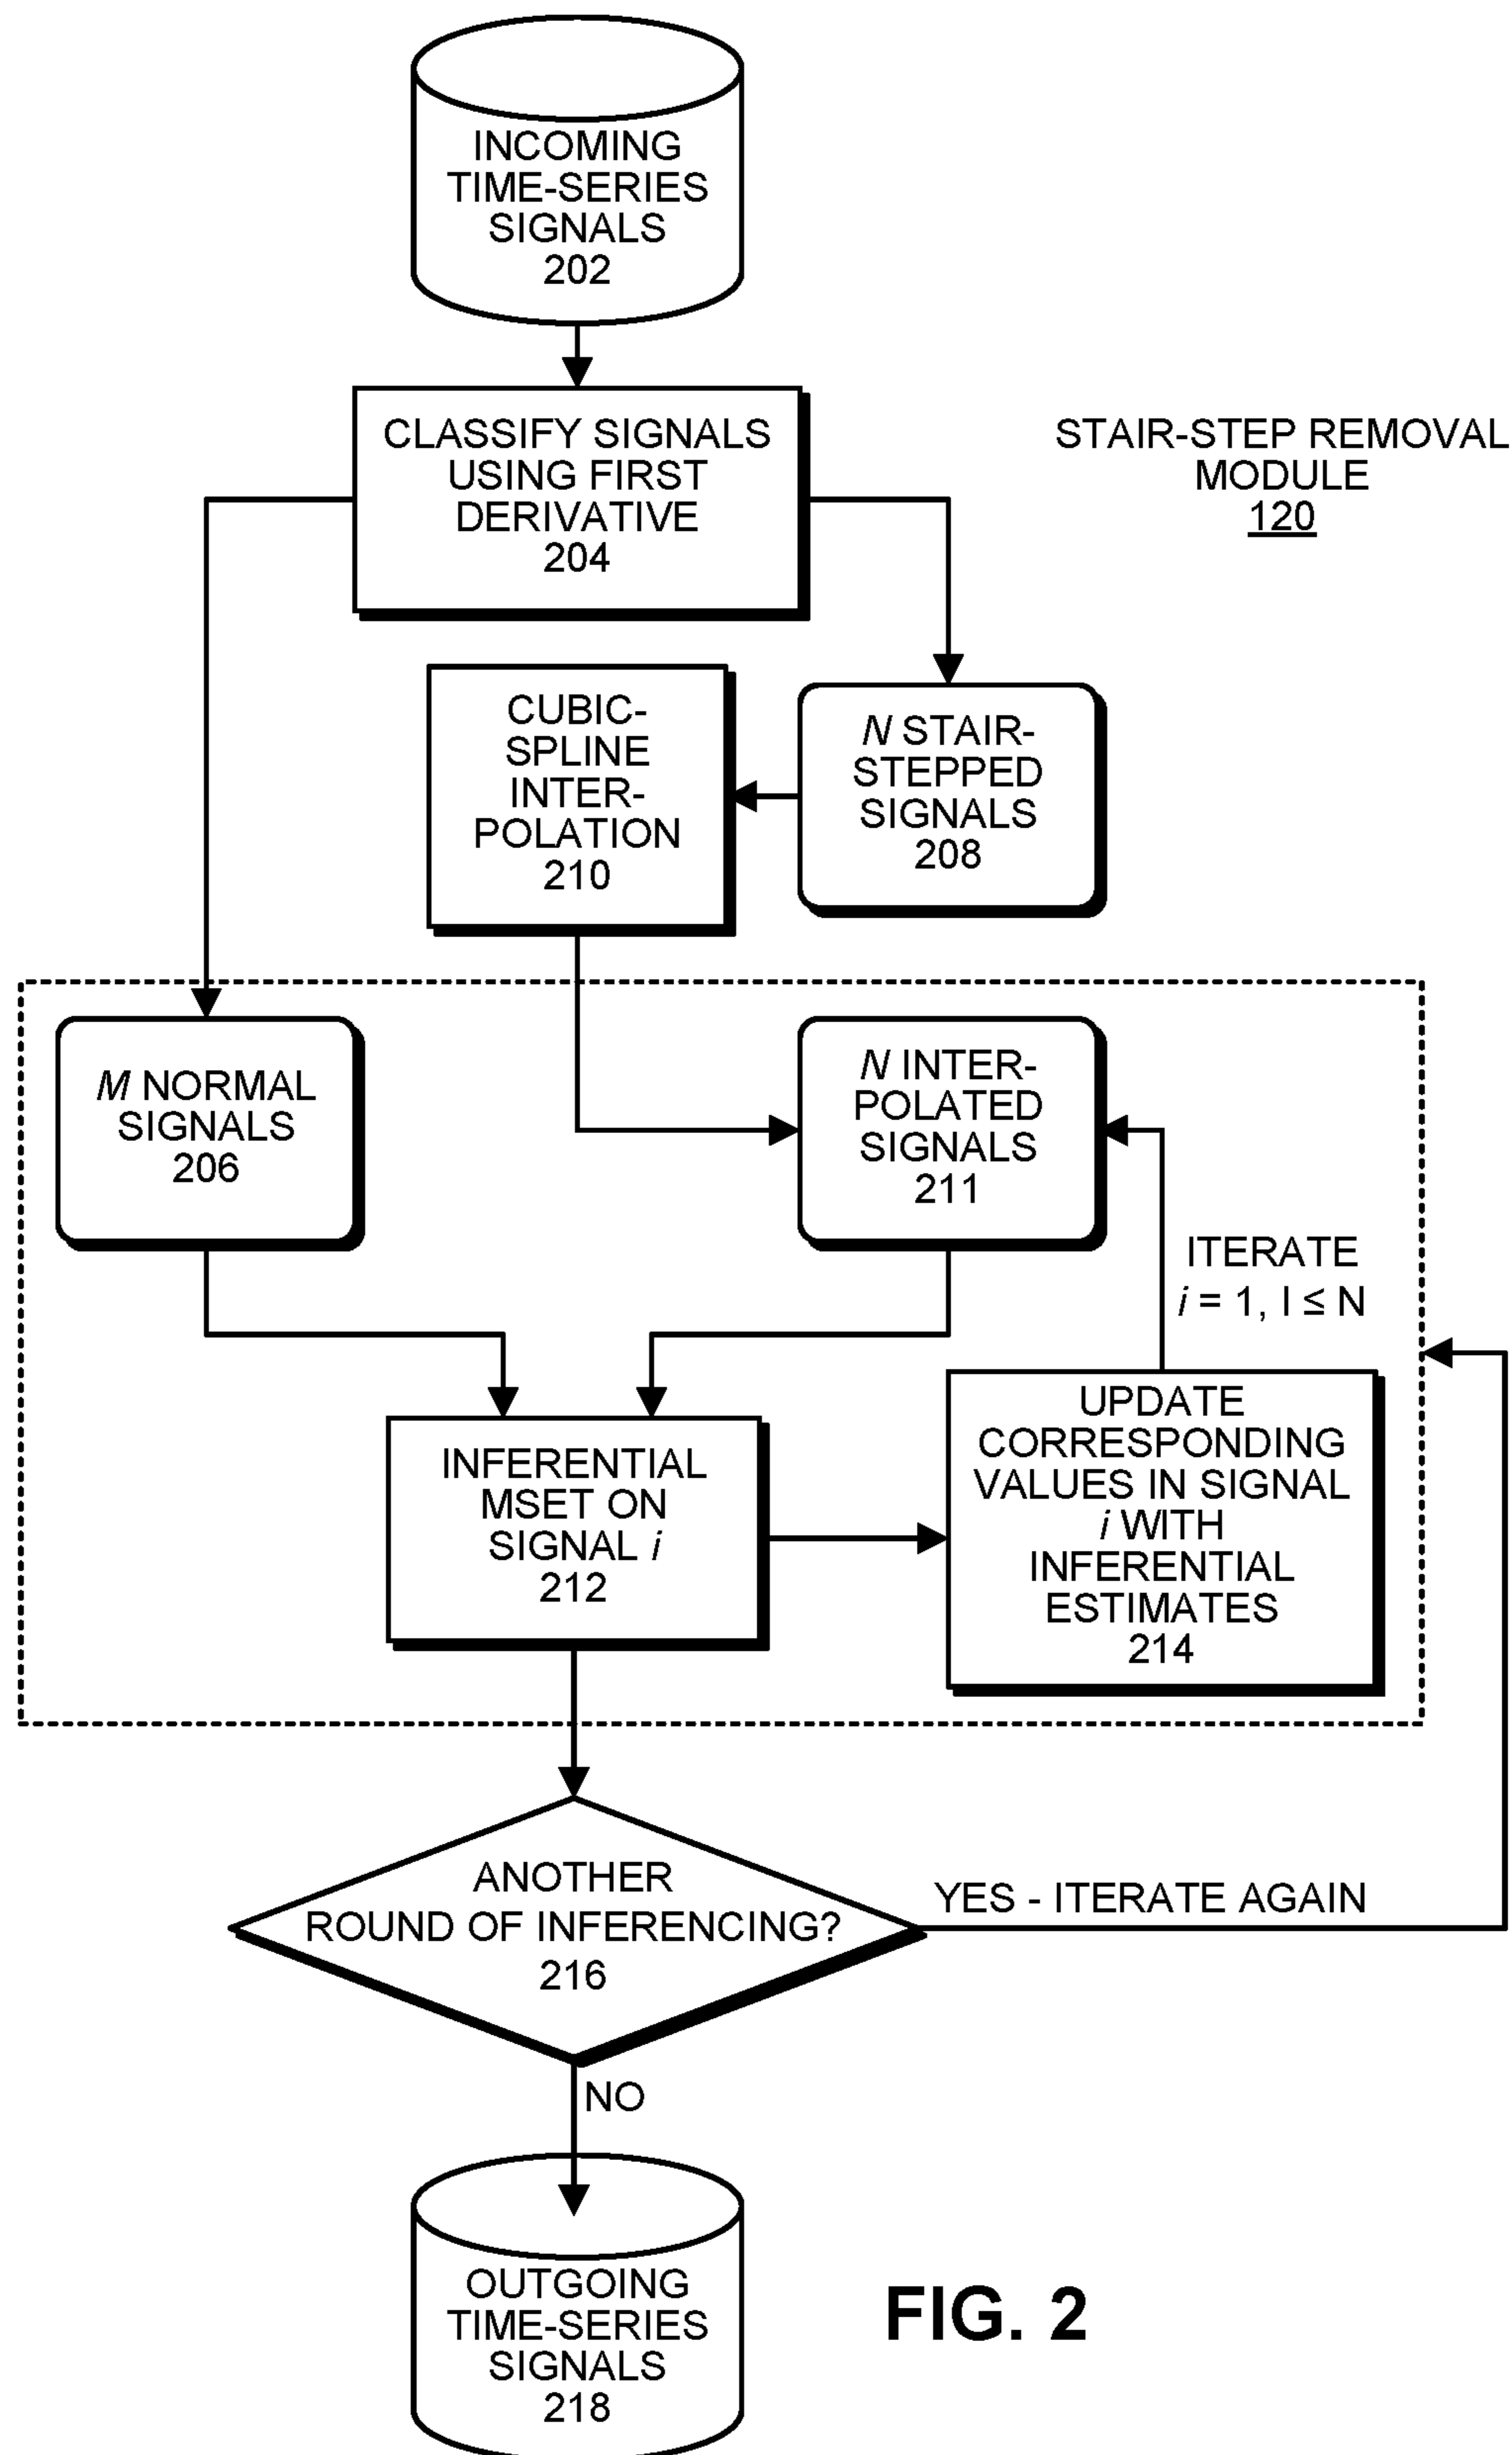 INCOMING
TIME-SERIES
SIGNALS
202
CLASSIFY SIGNALS
USING FIRST
DERIVATIVE
204
STAIR-STEP REMOVAL
MODULE
120
CUBIC-
SPLINE
INTER-
POLATION
210
N STAIR-
STEPPED
SIGNALS
208
M NORMAL
SIGNALS
206
N INTER-
POLATED
SIGNALS
211
ITERATE
i = 1, I ≤ N
INFERENTIAL
MSET ON
SIGNAL i
212
UPDATE
CORRESPONDING
VALUES IN SIGNAL
i WITH
INFERENTIAL
ESTIMATES
214
ANOTHER
ROUND OF INFERENCING?
216
YES - ITERATE AGAIN
NO
OUTGOING
TIME-SERIES
SIGNALS
218
FIG. 2